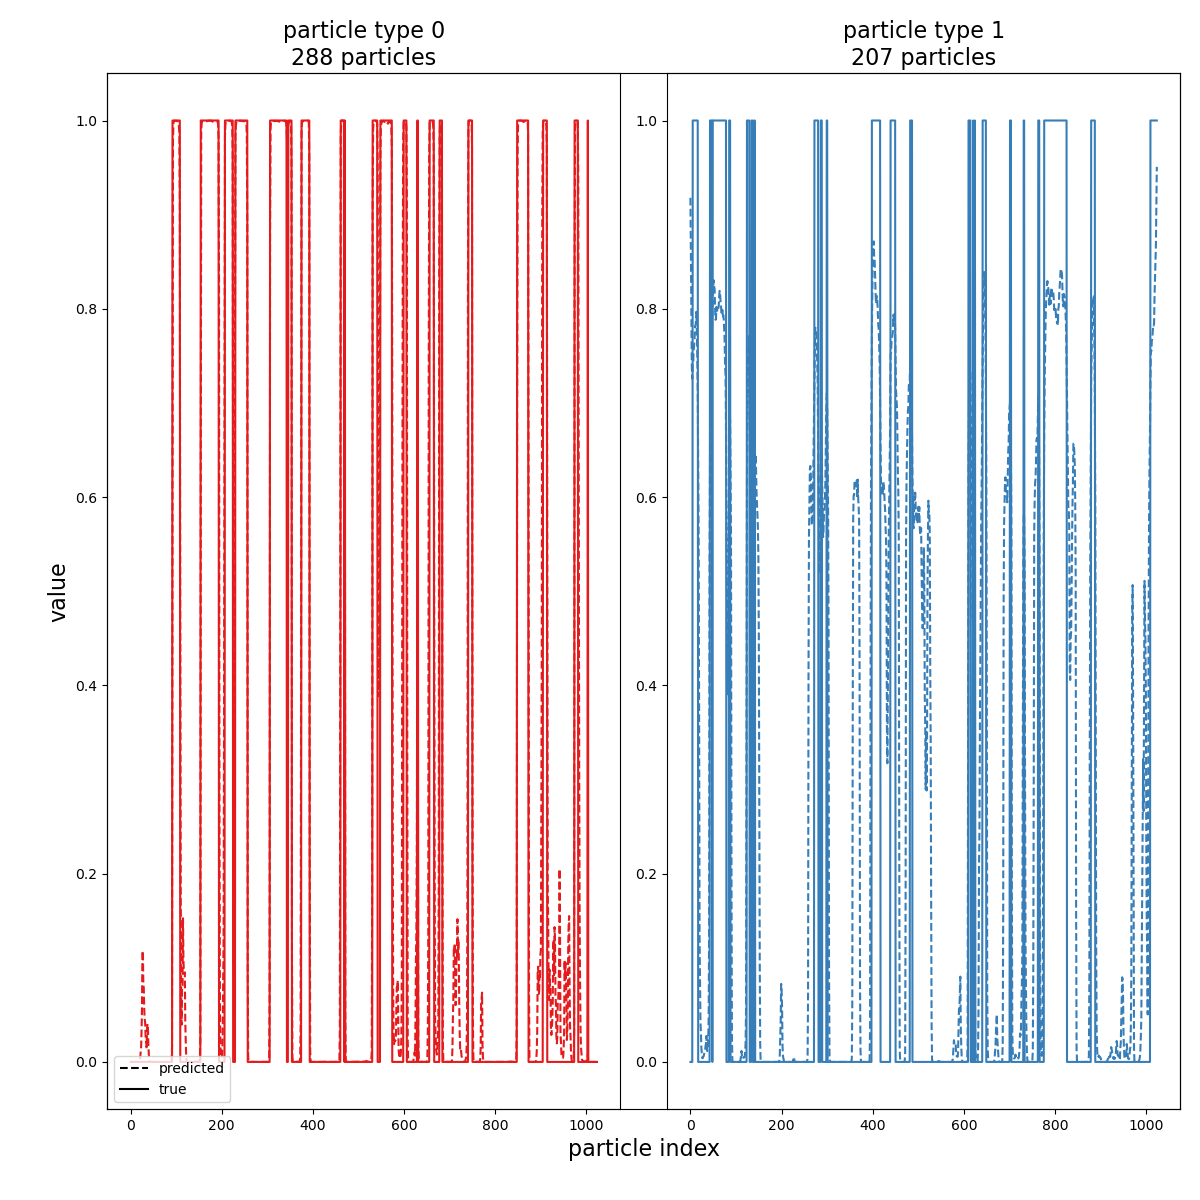 particle type 0
288 particles
particle type 1
207 particles
1.0
0.8
0.6
0.4
0.2
0.0
value
predicted
true
0 200 400 600 800 1000
1.0
0.8
0.6
0.4
0.2
0.0
0 200 400 600 800 1000
particle index